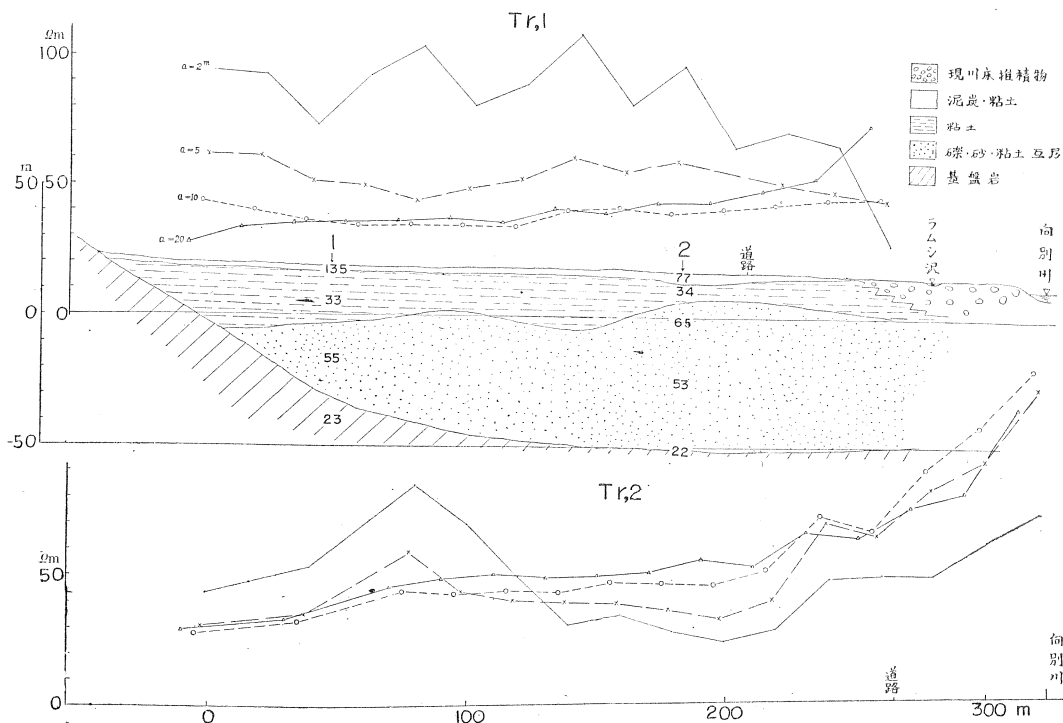 Tr,1
Ωm
100
50
m
50
0
0
-50
a=2ᵐ
a=5
a=10
a=20
現川床堆積物
泥炭・粘土
粘土
礫・砂・粘土 互層
基盤岩
1
135
33
55
23
2
77
34
65
53
22
道路
ラムシ沢
向別川
Tr,2
Ωm
50
0
0
100
200
300 m
道路
向別川